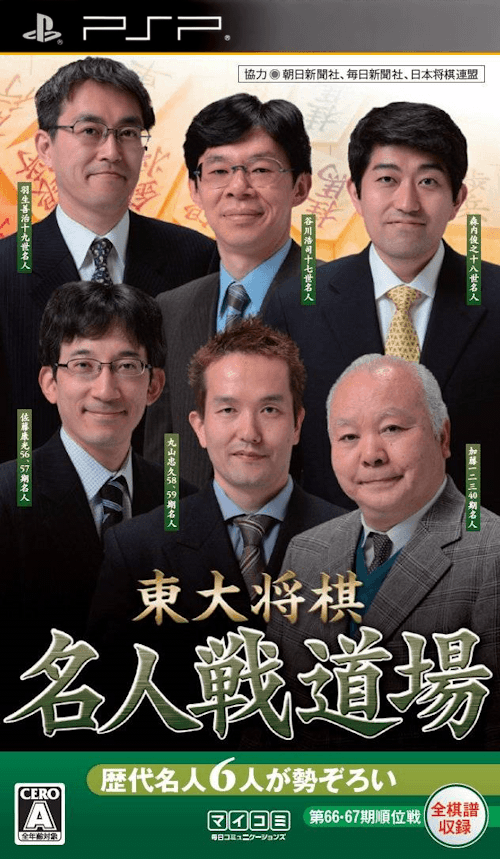 PSP
協力◉朝日新聞社、毎日新聞社、日本将棋連盟
羽生善治十九世名人
谷川浩司十七世名人
森内俊之十八世名人
佐藤康光56、57期名人
丸山忠久58、59期名人
加藤一二三40期名人
東大将棋
名人戦道場
歴代名人6人が勢ぞろい
CERO
A
全年齢対象
マイコミ
毎日コミュニケーションズ
第66・67期順位戦
全棋譜
収録